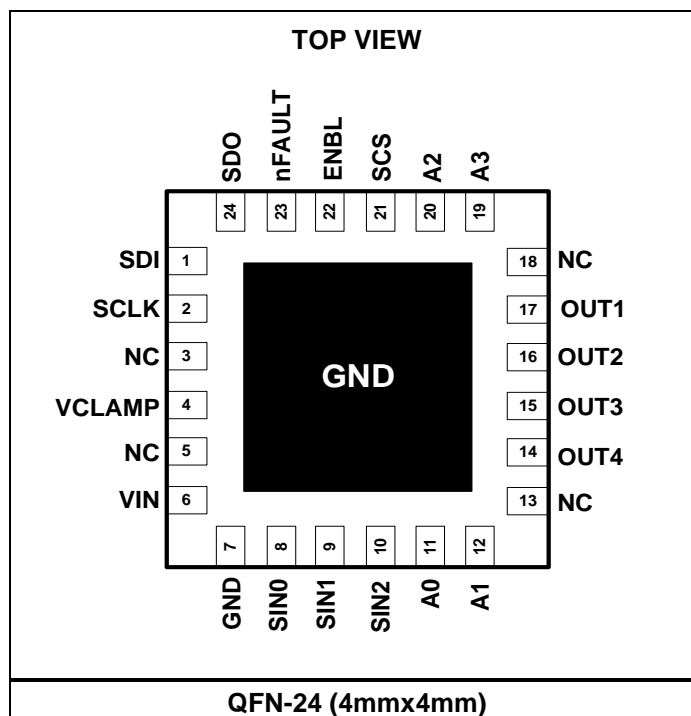 TOP VIEW
SDO
nFAULT
ENBL
SCS
A2
A3
24
23
22
21
20
19
SDI 1
SCLK 2
NC 3
VCLAMP 4
NC 5
VIN 6
GND
18 NC
17 OUT1
16 OUT2
15 OUT3
14 OUT4
13 NC
7
8
9
10
11
12
GND
SIN0
SIN1
SIN2
A0
A1
QFN-24 (4mmx4mm)